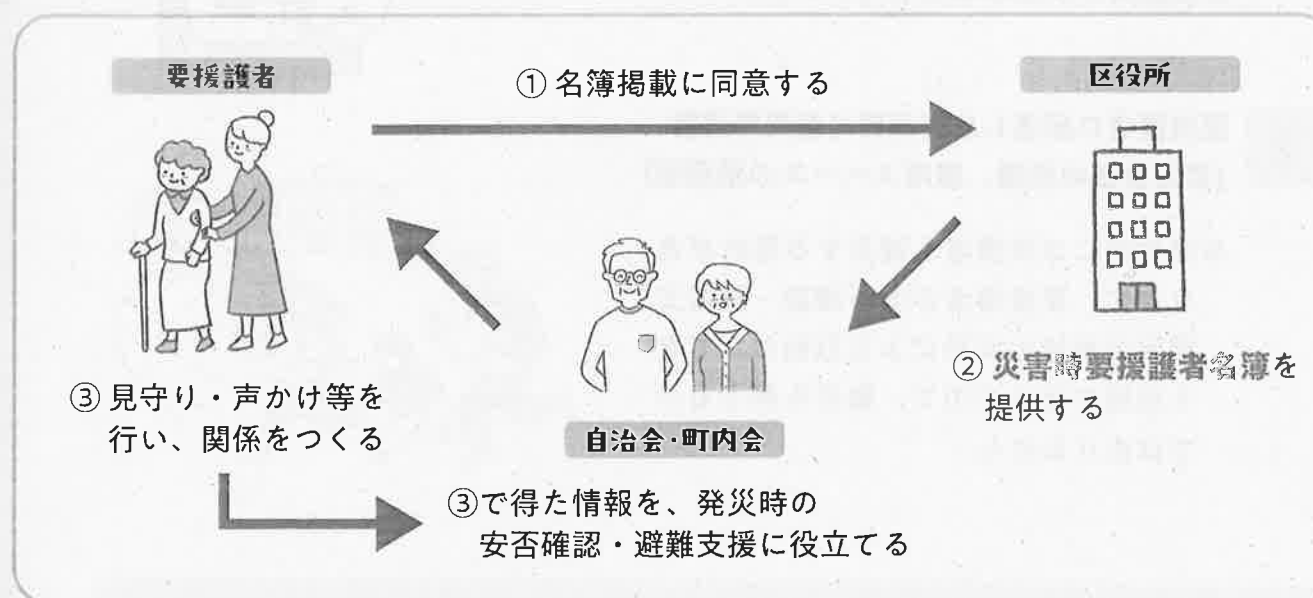 要援護者
① 名簿掲載に同意する
区役所
② 災害時要援護者名簿を
提供する
③ 見守り・声かけ等を
行い、関係をつくる
自治会・町内会
③で得た情報を、発災時の
安否確認・避難支援に役立てる